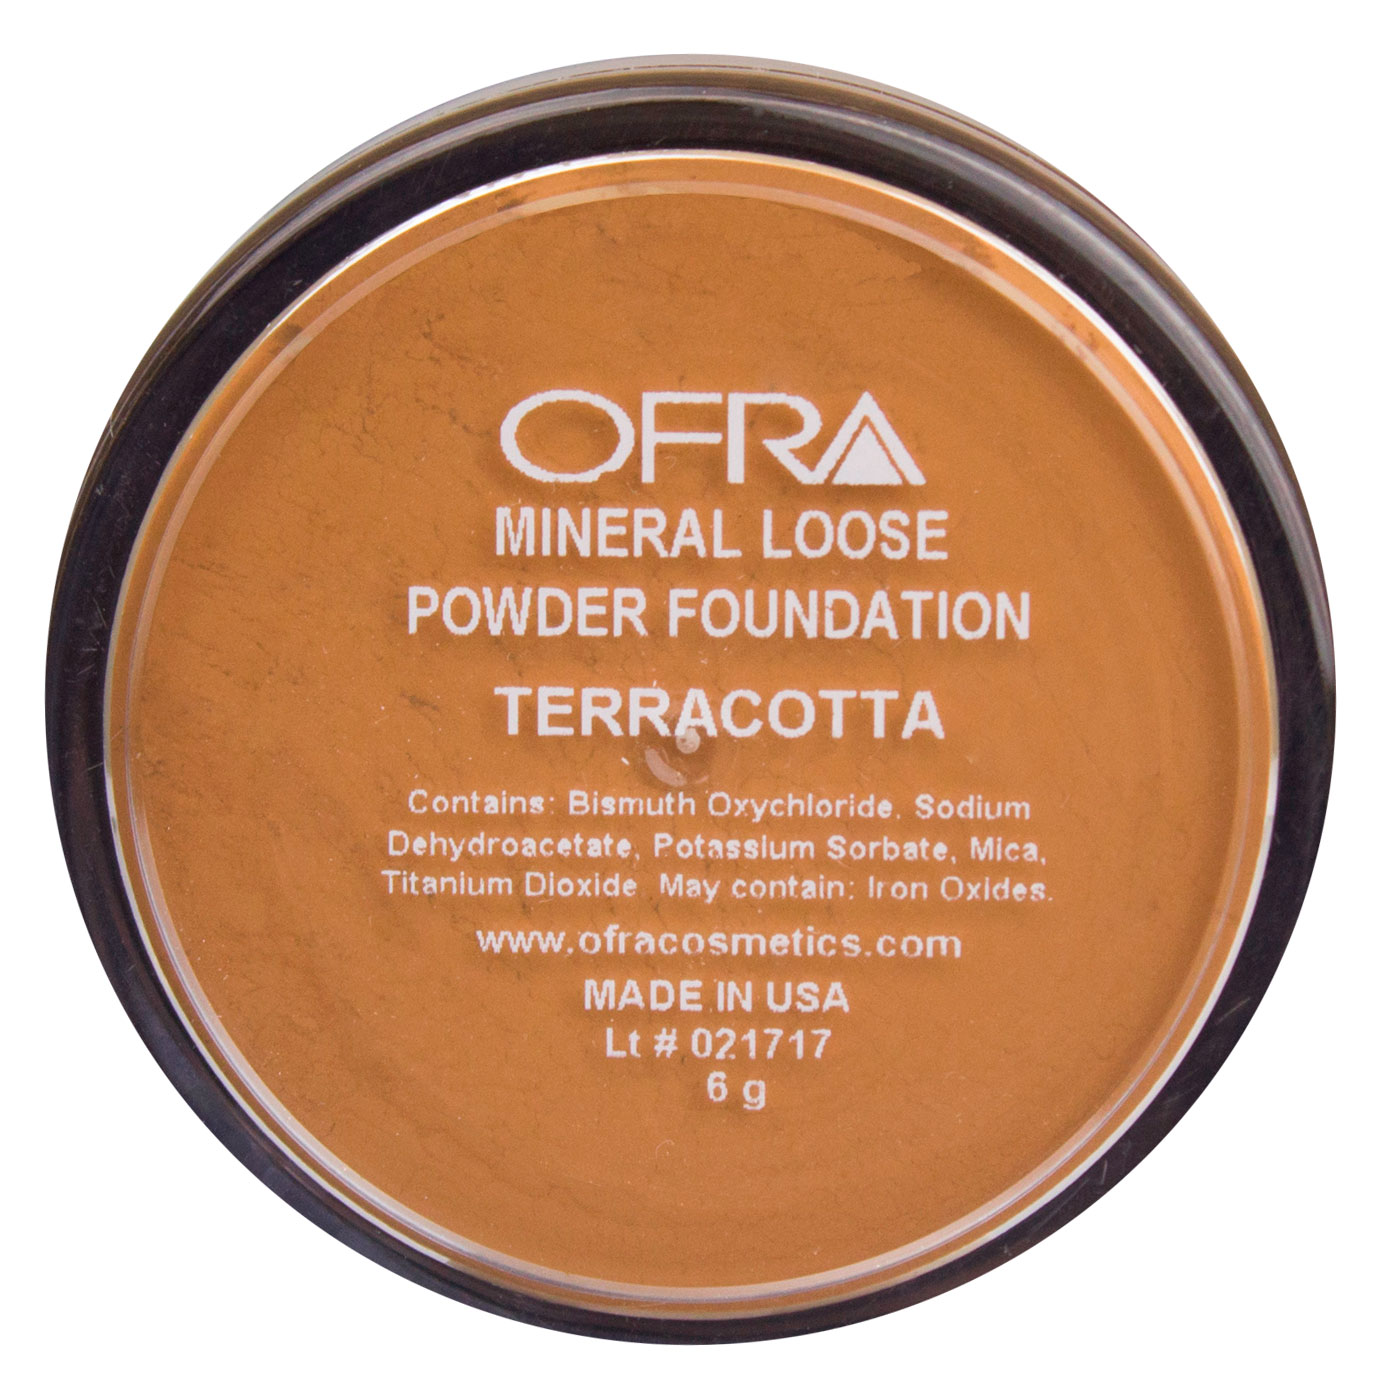 OFRA
MINERAL LOOSE
POWDER FOUNDATION
TERRACOTTA
Contains: Bismuth Oxychloride, Sodium
Dehydroacetate, Potassium Sorbate, Mica,
Titanium Dioxide. May contain: Iron Oxides.
www.ofracosmetics.com
MADE IN USA
Lt # 021717
6 g